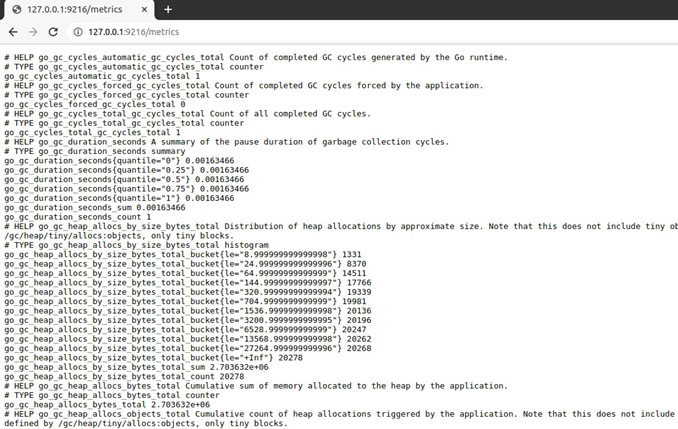 127.0.0.1:9216/metrics
127.0.0.1:9216/metrics
# HELP go_gc_cycles_automatic_gc_cycles_total Count of completed GC cycles generated by the Go runtime.
# TYPE go_gc_cycles_automatic_gc_cycles_total counter
go_gc_cycles_automatic_gc_cycles_total 1
# HELP go_gc_cycles_forced_gc_cycles_total Count of completed GC cycles forced by the application.
# TYPE go_gc_cycles_forced_gc_cycles_total counter
go_gc_cycles_forced_gc_cycles_total 0
# HELP go_gc_cycles_total_gc_cycles_total Count of all completed GC cycles.
# TYPE go_gc_cycles_total_gc_cycles_total counter
go_gc_cycles_total_gc_cycles_total 1
# HELP go_gc_duration_seconds A summary of the pause duration of garbage collection cycles.
# TYPE go_gc_duration_seconds summary
go_gc_duration_seconds{quantile="0"} 0.00163466
go_gc_duration_seconds{quantile="0.25"} 0.00163466
go_gc_duration_seconds{quantile="0.5"} 0.00163466
go_gc_duration_seconds{quantile="0.75"} 0.00163466
go_gc_duration_seconds{quantile="1"} 0.00163466
go_gc_duration_seconds_sum 0.00163466
go_gc_duration_seconds_count 1
# HELP go_gc_heap_allocs_by_size_bytes_total Distribution of heap allocations by approximate size. Note that this does not include tiny ob
/gc/heap/tiny/allocs:objects, only tiny blocks.
# TYPE go_gc_heap_allocs_by_size_bytes_total histogram
go_gc_heap_allocs_by_size_bytes_total_bucket{le="8.999999999999998"} 1331
go_gc_heap_allocs_by_size_bytes_total_bucket{le="24.999999999999996"} 8370
go_gc_heap_allocs_by_size_bytes_total_bucket{le="64.99999999999999"} 14511
go_gc_heap_allocs_by_size_bytes_total_bucket{le="144.99999999999997"} 17766
go_gc_heap_allocs_by_size_bytes_total_bucket{le="320.99999999999994"} 19339
go_gc_heap_allocs_by_size_bytes_total_bucket{le="704.9999999999999"} 19981
go_gc_heap_allocs_by_size_bytes_total_bucket{le="1536.9999999999998"} 20136
go_gc_heap_allocs_by_size_bytes_total_bucket{le="3200.9999999999995"} 20196
go_gc_heap_allocs_by_size_bytes_total_bucket{le="6528.999999999999"} 20247
go_gc_heap_allocs_by_size_bytes_total_bucket{le="13568.999999999998"} 20262
go_gc_heap_allocs_by_size_bytes_total_bucket{le="27264.999999999996"} 20268
go_gc_heap_allocs_by_size_bytes_total_bucket{le="+Inf"} 20278
go_gc_heap_allocs_by_size_bytes_total_sum 2.703632e+06
go_gc_heap_allocs_by_size_bytes_total_count 20278
# HELP go_gc_heap_allocs_bytes_total Cumulative sum of memory allocated to the heap by the application.
# TYPE go_gc_heap_allocs_bytes_total counter
go_gc_heap_allocs_bytes_total 2.703632e+06
# HELP go_gc_heap_allocs_objects_total Cumulative count of heap allocations triggered by the application. Note that this does not include
defined by /gc/heap/tiny/allocs:objects, only tiny blocks.